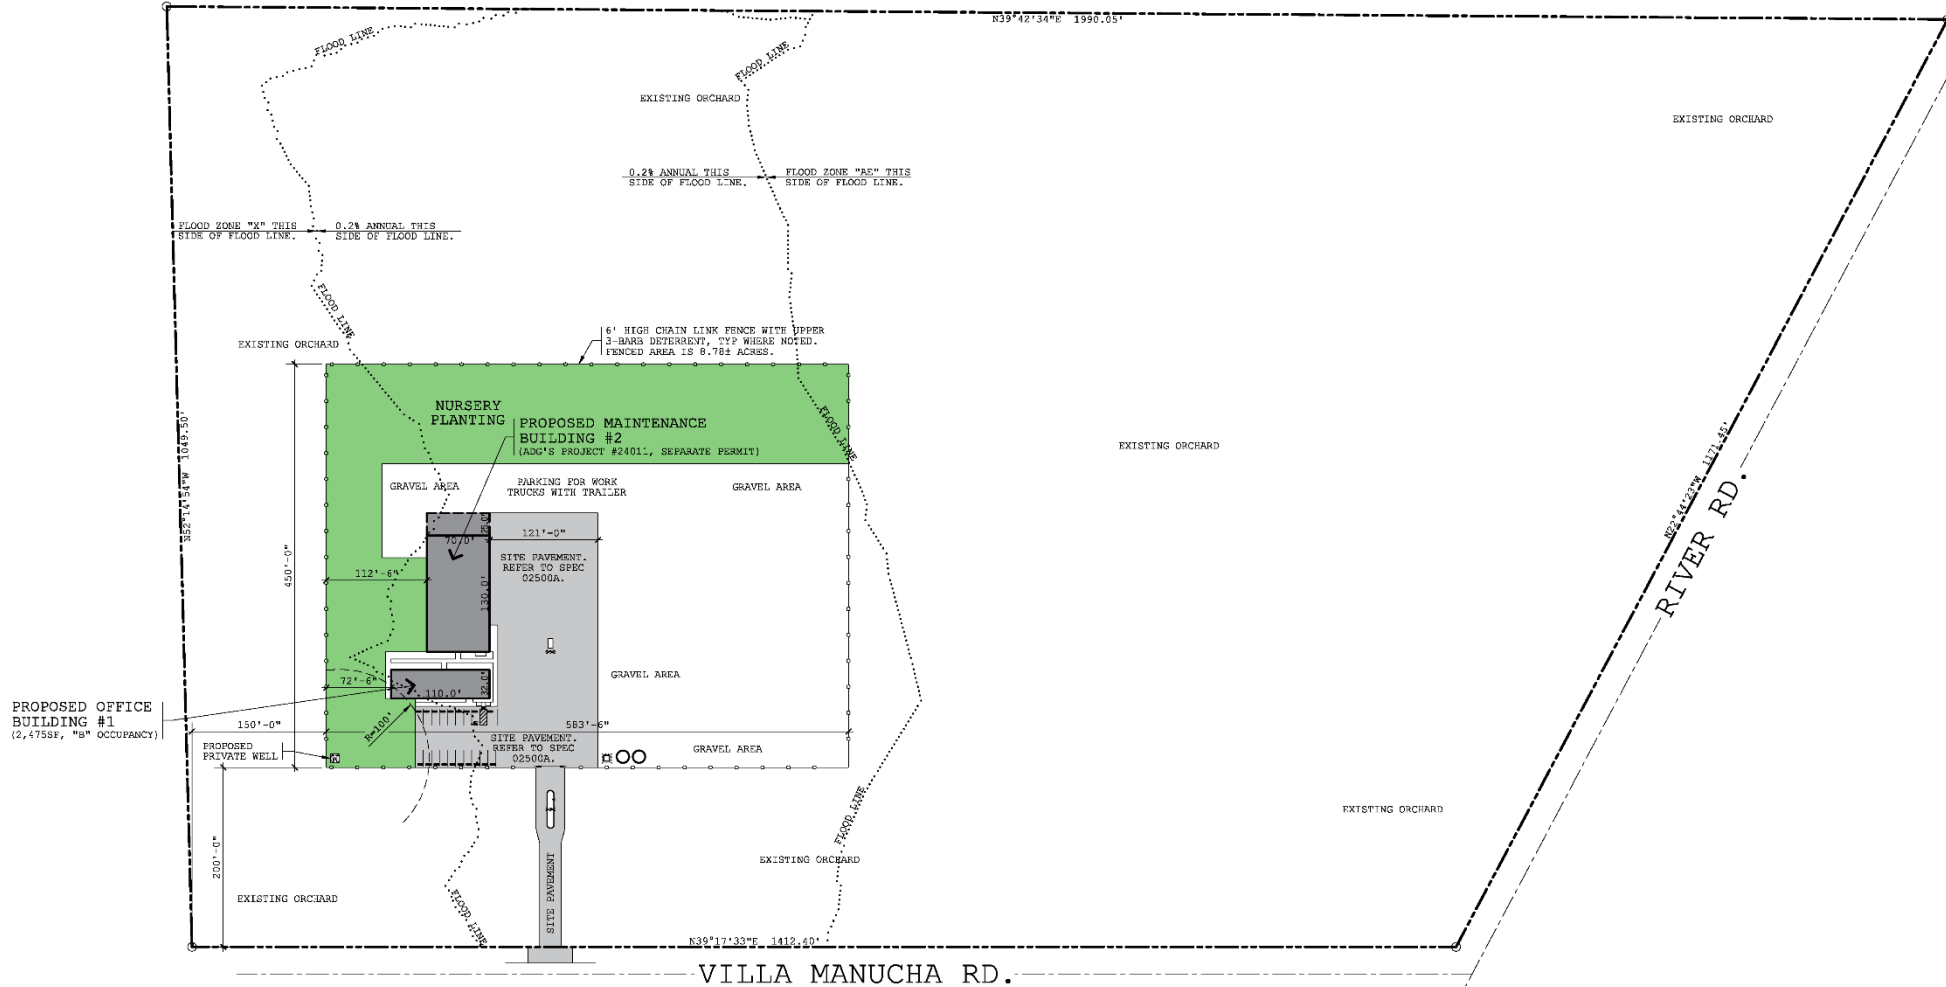 N39°42'34"E 1990.05'
FLOOD LINE
FLOOD LINE
EXISTING ORCHARD
EXISTING ORCHARD
0.2% ANNUAL THIS
SIDE OF FLOOD LINE.
FLOOD ZONE "AE" THIS
SIDE OF FLOOD LINE.
FLOOD ZONE "X" THIS
SIDE OF FLOOD LINE.
0.2% ANNUAL THIS
SIDE OF FLOOD LINE.
FLOOD LINE
EXISTING ORCHARD
6' HIGH CHAIN LINK FENCE WITH UPPER
3-BARB DETERRENT, TYP WHERE NOTED.
FENCED AREA IS 8.78± ACRES.
NURSERY
PLANTING
PROPOSED MAINTENANCE
BUILDING #2
(ADG'S PROJECT #24011, SEPARATE PERMIT)
FLOOD LINE
EXISTING ORCHARD
N52°14'54"W 1049.50'
N22°44'23"W 1171.45'
RIVER RD.
GRAVEL AREA
PARKING FOR WORK
TRUCKS WITH TRAILER
GRAVEL AREA
25.0'
70.0'
121'-0"
450'-0"
SITE PAVEMENT.
REFER TO SPEC
02500A.
112'-6"
130.0'
GRAVEL AREA
72'-6"
110.0'
32.0'
PROPOSED OFFICE
BUILDING #1
(2,475SF, "B" OCCUPANCY)
150'-0"
R=100'
583'-6"
SITE PAVEMENT.
REFER TO SPEC
02500A.
PROPOSED
PRIVATE WELL
GRAVEL AREA
200'-0"
FLOOD LINE
EXISTING ORCHARD
EXISTING ORCHARD
SITE PAVEMENT
EXISTING ORCHARD
FLOOD LINE
N39°17'33"E 1412.40'
VILLA MANUCHA RD.